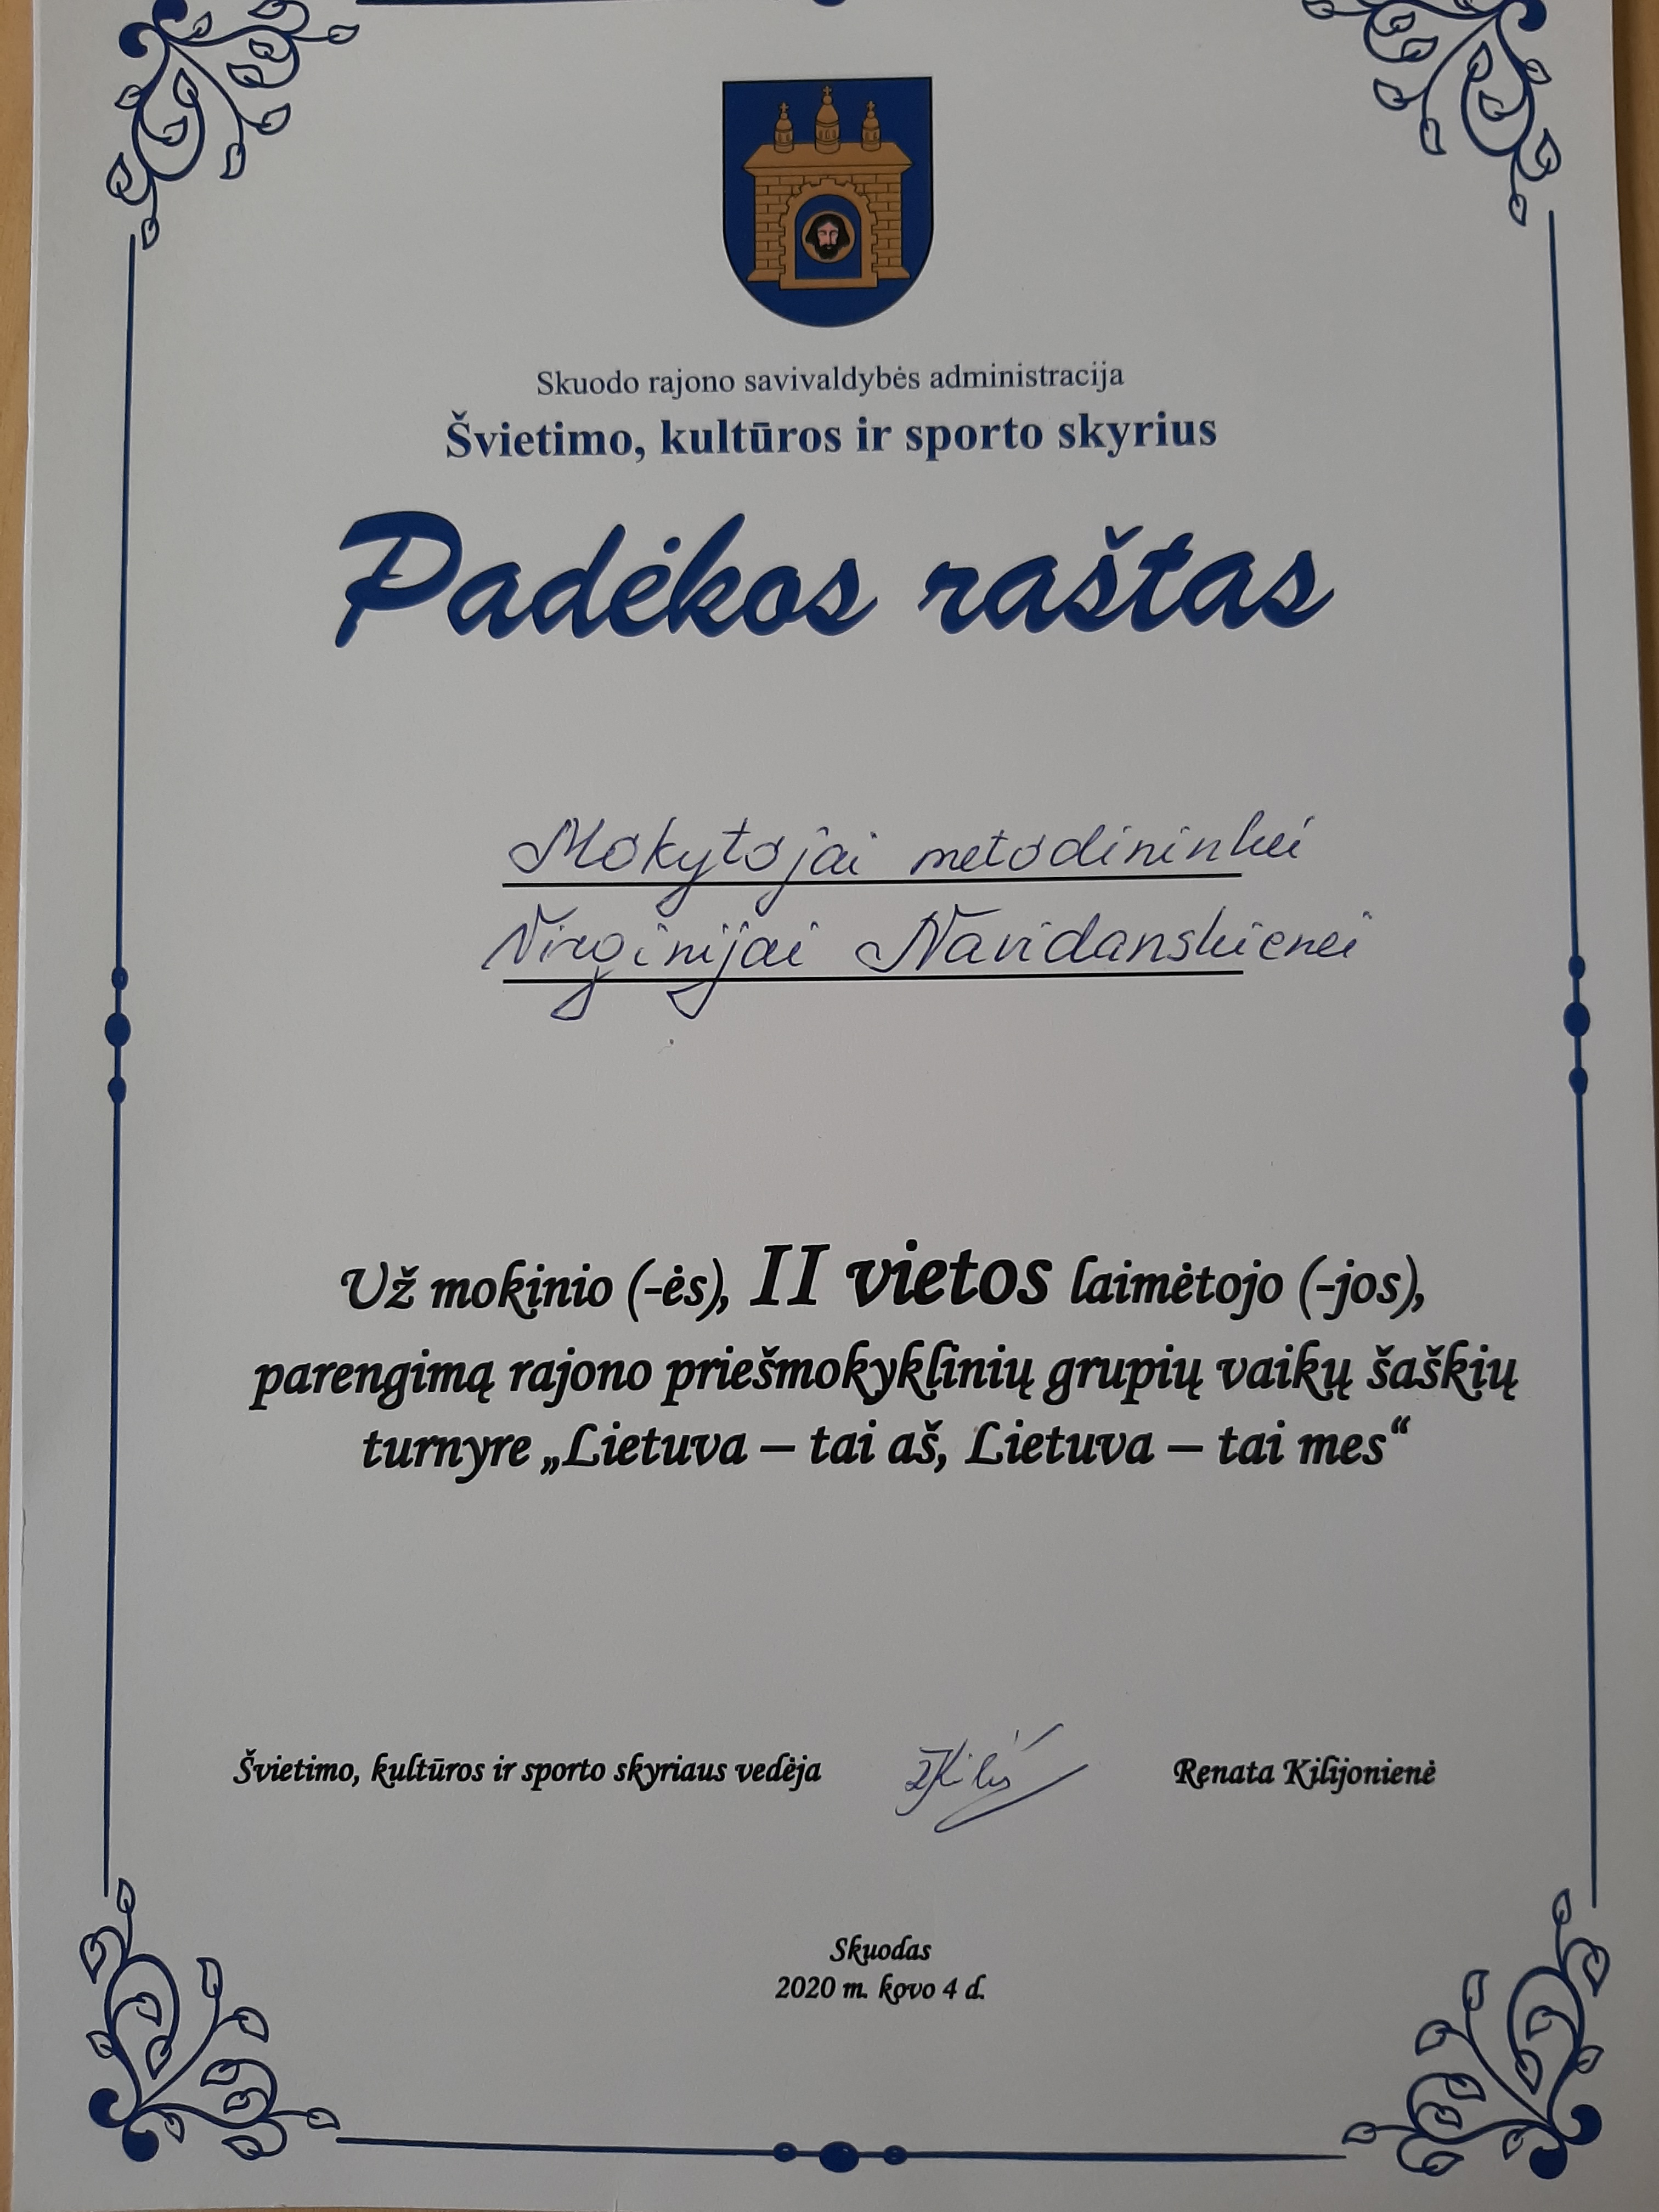 Skuodo rajono savivaldybės administracija
Švietimo, kultūros ir sporto skyrius
Padėkos raštas
Mokytojai metodininkei
Virginijai Navidanskienei
Už mokinio (-ės), II vietos laimėtojo (-jos),
parengimą rajono priešmokyklinių grupių vaikų šaškių
turnyre „Lietuva – tai aš, Lietuva – tai mes“
Švietimo, kultūros ir sporto skyriaus vedėja Renata Kilijonienė
Skuodas
2020 m. kovo 4 d.